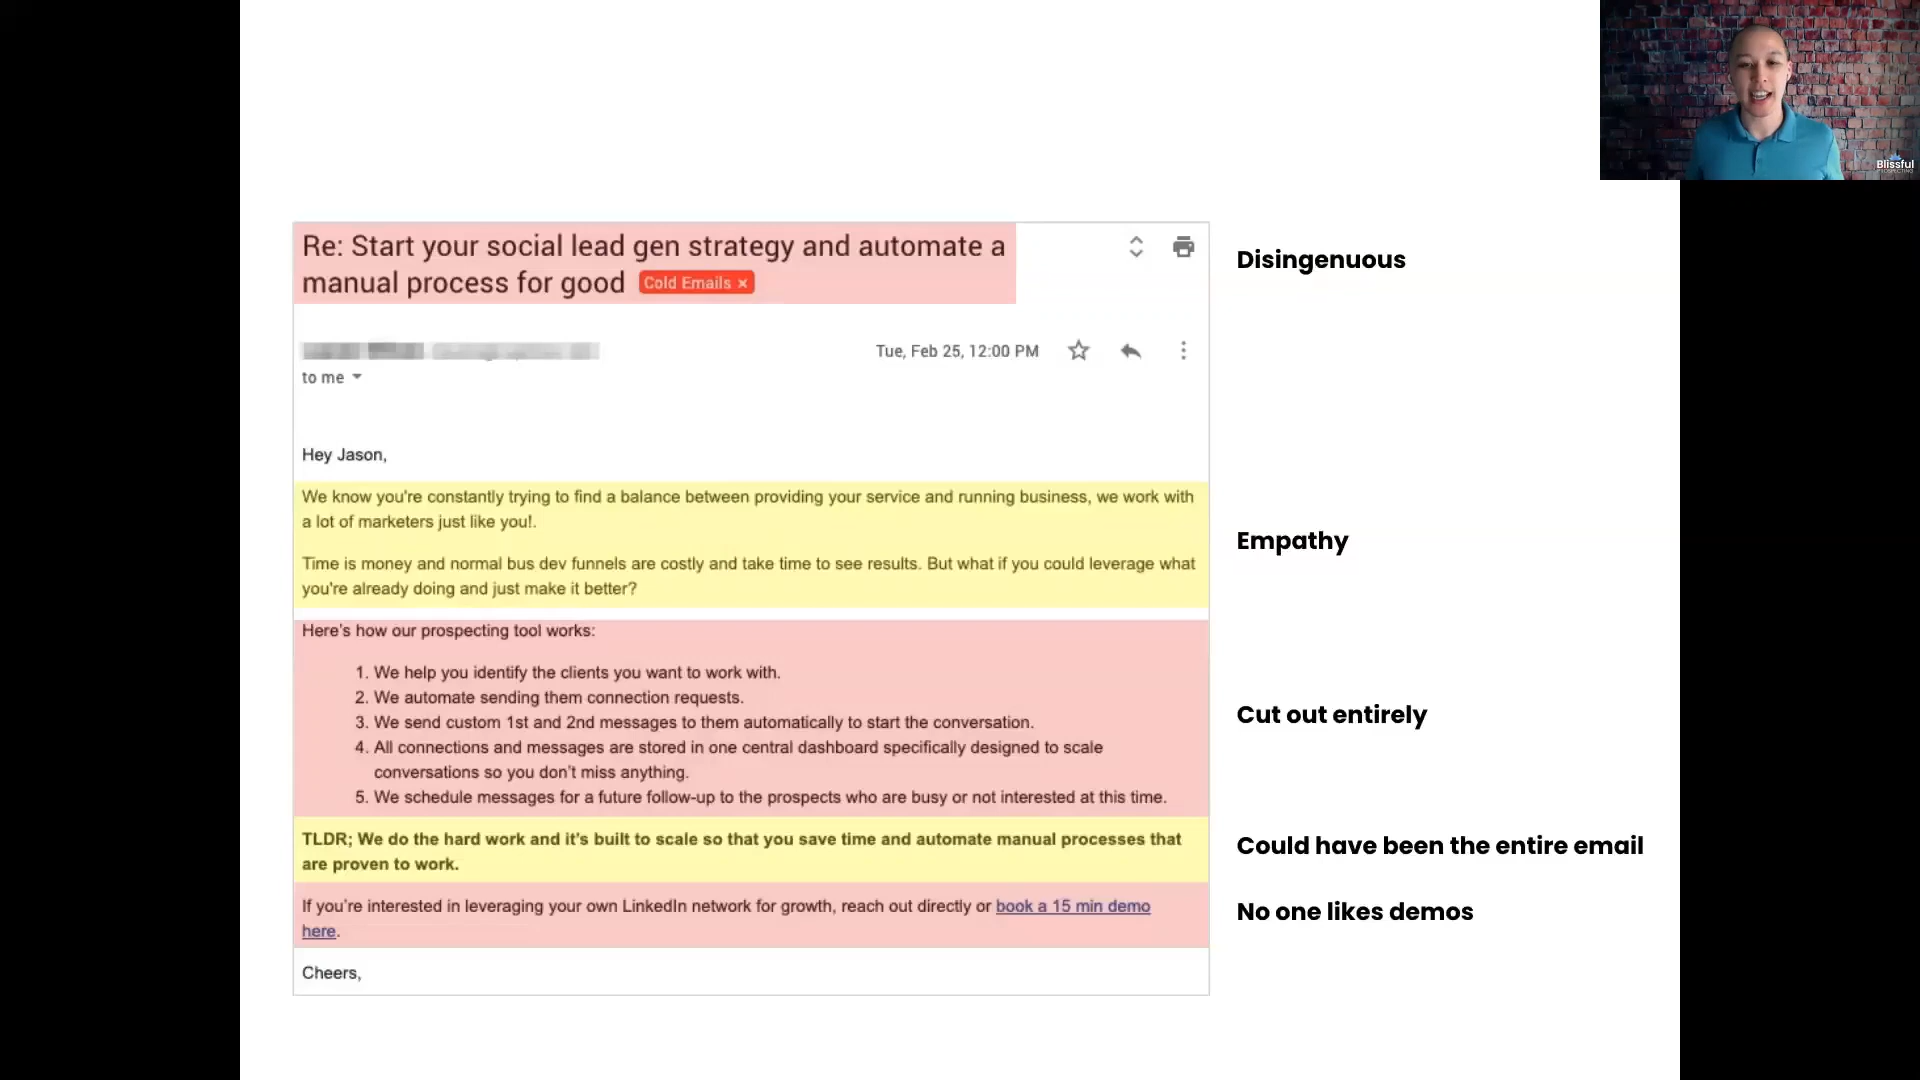 Blissful
PROSPECTING
Re: Start your social lead gen strategy and automate a
manual process for good Cold Emails ×
Disingenuous
Tue, Feb 25, 12:00 PM
to me
Hey Jason,
We know you're constantly trying to find a balance between providing your service and running business, we work with
a lot of marketers just like you!.
Time is money and normal bus dev funnels are costly and take time to see results. But what if you could leverage what
you're already doing and just make it better?
Empathy
Here's how our prospecting tool works:
1. We help you identify the clients you want to work with.
2. We automate sending them connection requests.
3. We send custom 1st and 2nd messages to them automatically to start the conversation.
4. All connections and messages are stored in one central dashboard specifically designed to scale
conversations so you don't miss anything.
5. We schedule messages for a future follow-up to the prospects who are busy or not interested at this time.
Cut out entirely
TLDR; We do the hard work and it's built to scale so that you save time and automate manual processes that
are proven to work.
Could have been the entire email
If you're interested in leveraging your own LinkedIn network for growth, reach out directly or book a 15 min demo
here.
No one likes demos
Cheers,